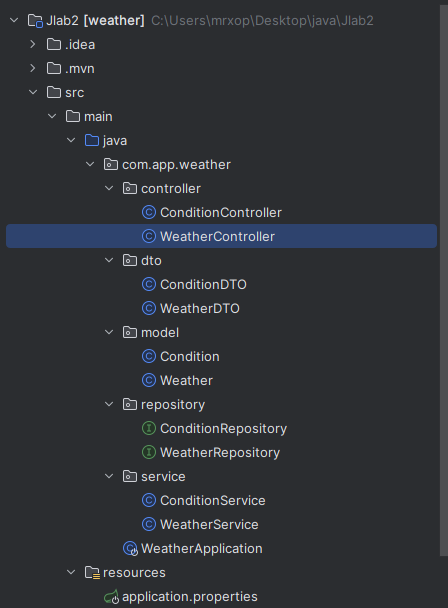 Jlab2 [weather] C:\Users\mrxop\Desktop\java\Jlab2
.idea
.mvn
src
main
java
com.app.weather
controller
ConditionController
WeatherController
dto
ConditionDTO
WeatherDTO
model
Condition
Weather
repository
ConditionRepository
WeatherRepository
service
ConditionService
WeatherService
WeatherApplication
resources
application.properties